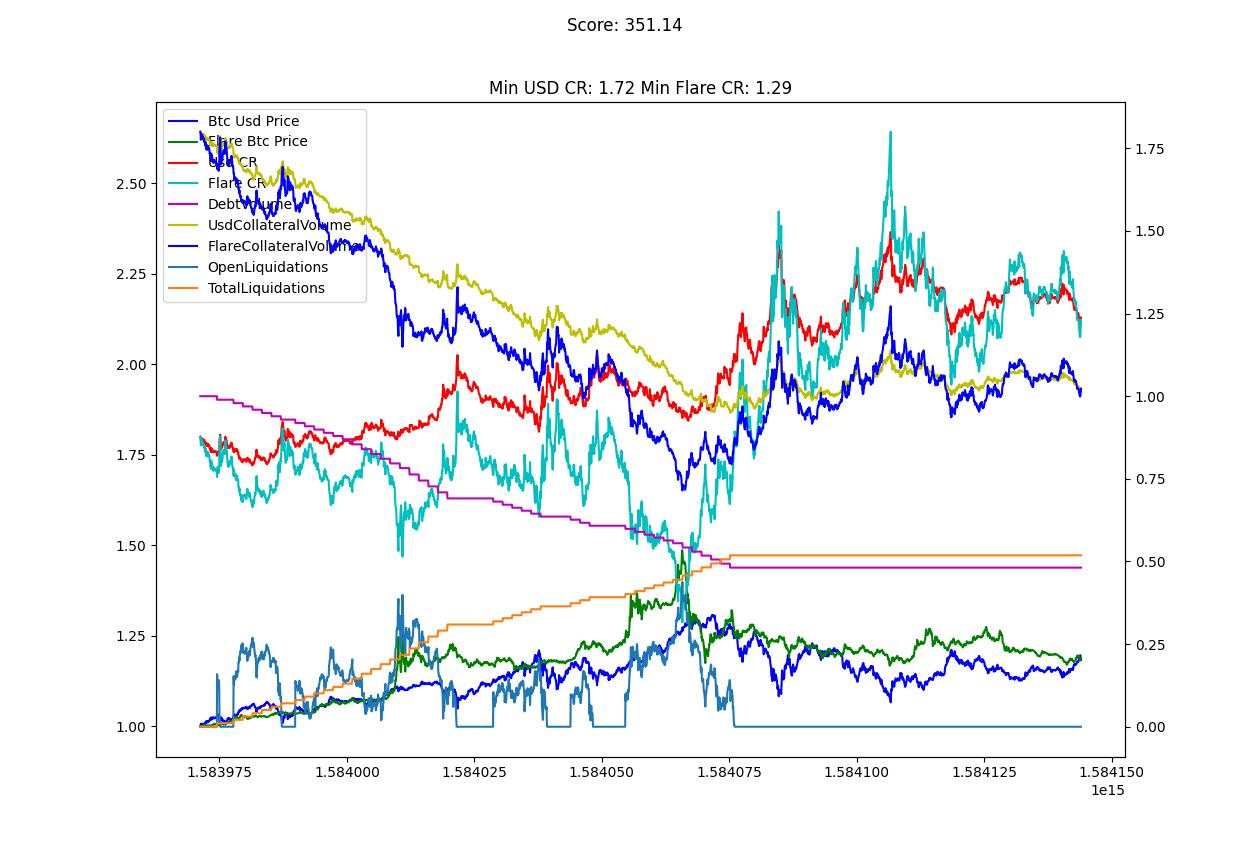 Score: 351.14
Min USD CR: 1.72 Min Flare CR: 1.29
Btc Usd Price
Flare Btc Price
Usd CR
Flare CR
DebtVolume
UsdCollateralVolume
FlareCollateralVolume
OpenLiquidations
TotalLiquidations
2.50
2.25
2.00
1.75
1.50
1.25
1.00
1.75
1.50
1.25
1.00
0.75
0.50
0.25
0.00
1.583975 1.584000 1.584025 1.584050 1.584075 1.584100 1.584125 1.584150
1e15